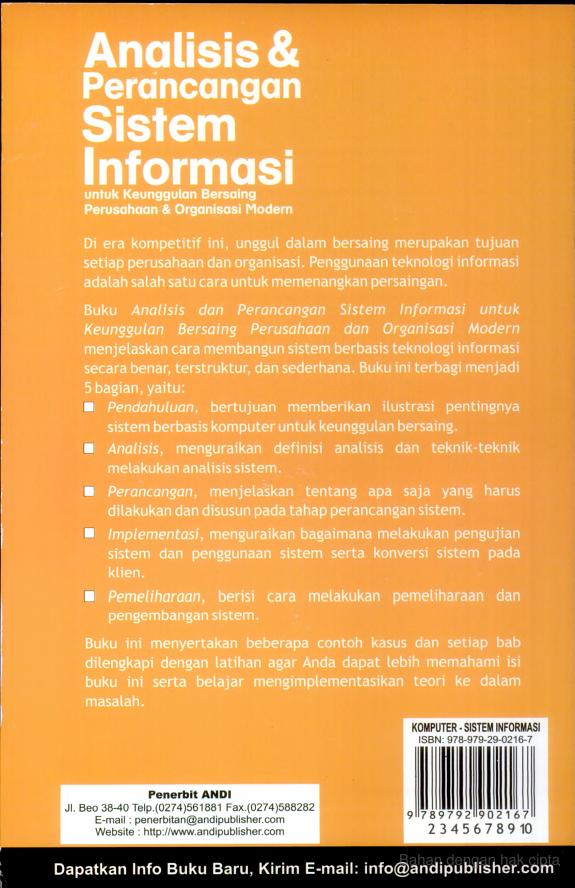 Analisis &
Perancangan
Sistem
Informasi
untuk Keunggulan Bersaing
Perusahaan & Organisasi Modern
Di era kompetitif ini, unggul dalam bersaing merupakan tujuan
setiap perusahaan dan organisasi. Penggunaan teknologi informasi
adalah salah satu cara untuk memenangkan persaingan.
Buku Analisis dan Perancangan Sistem Informasi untuk
Keunggulan Bersaing Perusahaan dan Organisasi Modern
menjelaskan cara membangun sistem berbasis teknologi informasi
secara benar, terstruktur, dan sederhana. Buku ini terbagi menjadi
5 bagian, yaitu:
Pendahuluan, bertujuan memberikan ilustrasi pentingnya
sistem berbasis komputer untuk keunggulan bersaing.
Analisis, menguraikan definisi analisis dan teknik-teknik
melakukan analisis sistem.
Perancangan, menjelaskan tentang apa saja yang harus
dilakukan dan disusun pada tahap perancangan sistem.
Implementasi, menguraikan bagaimana melakukan pengujian
sistem dan penggunaan sistem serta konversi sistem pada
klien.
Pemeliharaan, berisi cara melakukan pemeliharaan dan
pengembangan sistem.
Buku ini menyertakan beberapa contoh kasus dan setiap bab
dilengkapi dengan latihan agar Anda dapat lebih memahami isi
buku ini serta belajar mengimplementasikan teori ke dalam
masalah.
KOMPUTER - SISTEM INFORMASI
ISBN: 978-979-29-0216-7
9 789792 902167
2 3 4 5 6 7 8 9 10
Penerbit ANDI
Jl. Beo 38-40 Telp.(0274)561881 Fax.(0274)588282
E-mail : penerbitan@andipublisher.com
Website : http://www.andipublisher.com
Bahan dengan hak cipta
Dapatkan Info Buku Baru, Kirim E-mail: info@andipublisher.com